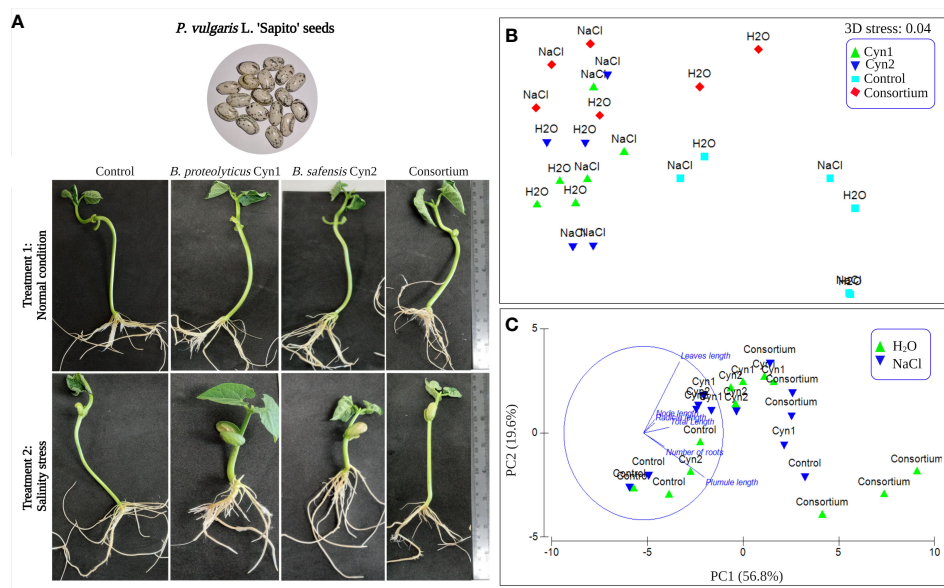 A
P. vulgaris L. 'Sapito' seeds
Control
B. proteolyticus Cyn1
B. safensis Cyn2
Consortium
Treatment 1:
Normal condition
Treatment 2:
Salinity stress
B
3D stress: 0.04
Cyn1
Cyn2
Control
Consortium
NaCl
NaCl
NaCl
NaCl
H2O
H2O
NaCl
H2O
H2O
H2O
NaCl
H2O
NaCl
NaCl
H2O
NaCl
H2O
H2O
H2O
NaCl
NaCl
NaCl
H2O
C
H2O
NaCl
5
0
-5
PC2 (19.6%)
-10
-5
0
5
10
PC1 (56.8%)
Leaves length
Node length
Total Length
Number of roots
Plumule length
Consortium
Cyn1
Cyn1
Cyn2
Cyn1
Consortium
Cyn2
Cyn1
Cyn2
Consortium
Control
Cyn1
Control
Cyn2
Control
Control
Control
Consortium
Consortium
Consortium